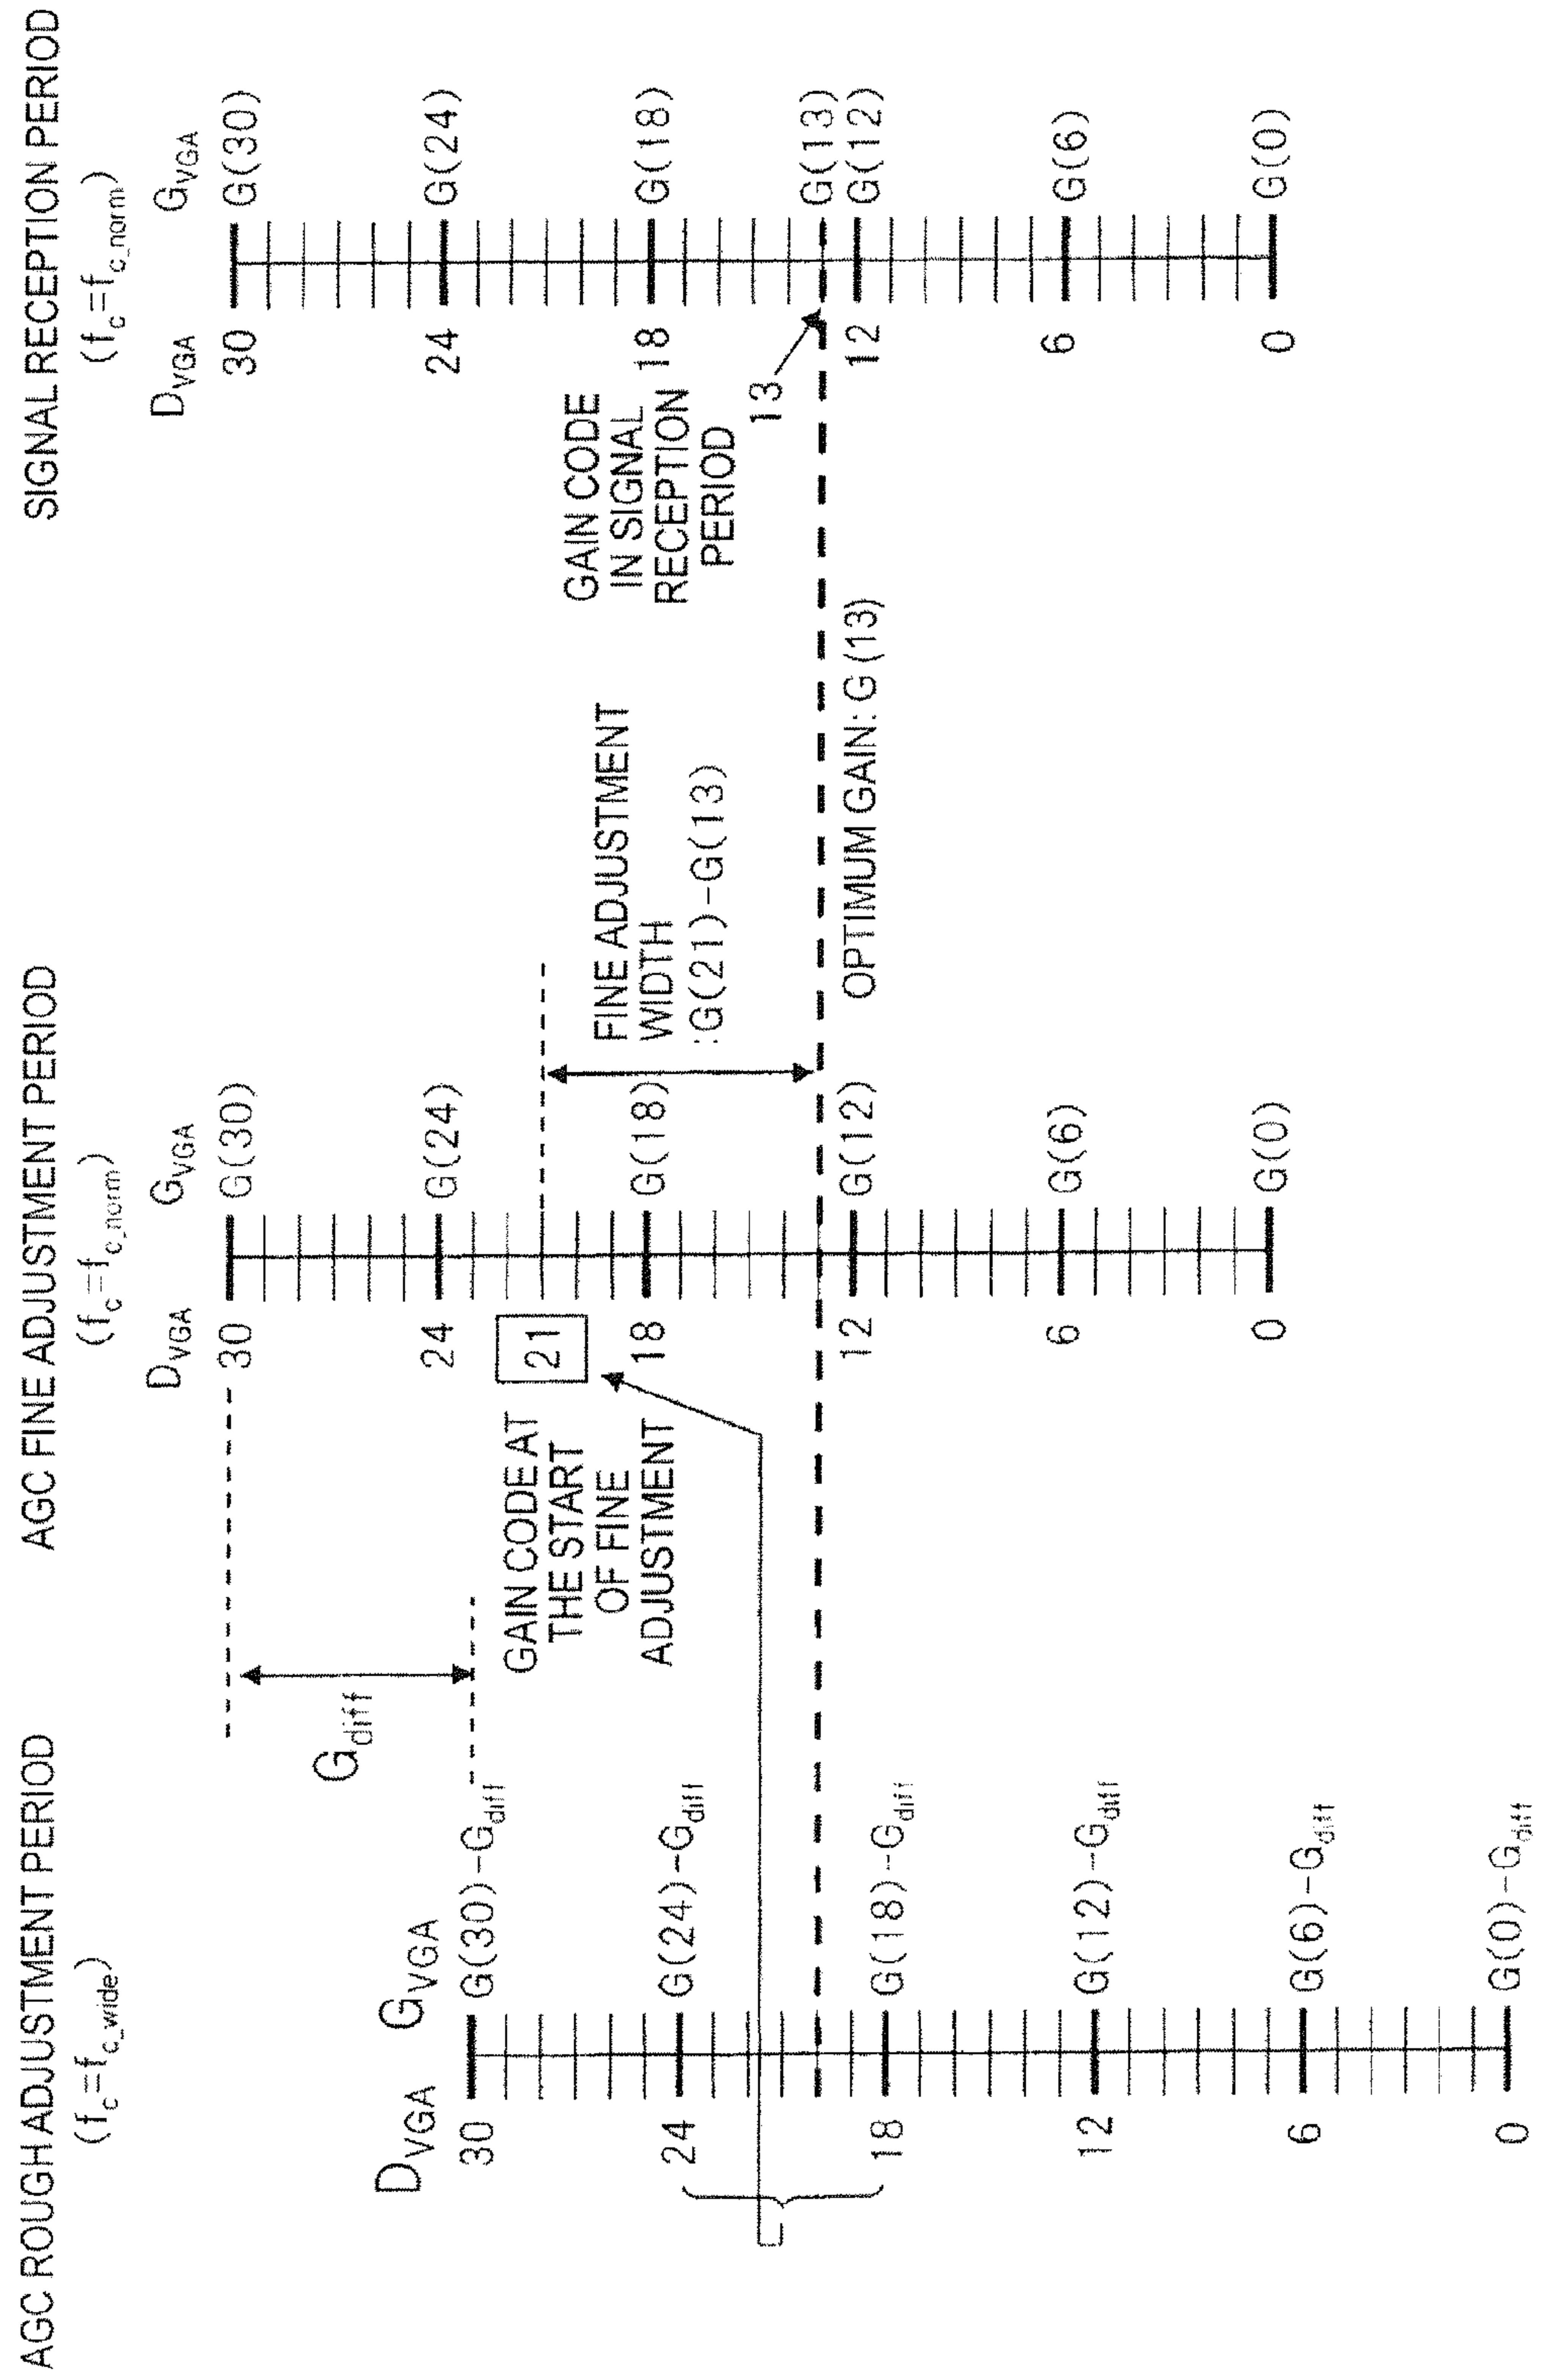 AGC ROUGH ADJUSTMENT PERIOD
(fc=fc_wide)
DVGA GVGA
30 G(30)-Gdiff
24 G(24)-Gdiff
18 G(18)-Gdiff
12 G(12)-Gdiff
6 G(6)-Gdiff
0 G(0)-Gdiff
Gdiff
AGC FINE ADJUSTMENT PERIOD
(fc=fc_norm)
DVGA GVGA
30 G(30)
24 G(24)
21
18 G(18)
12 G(12)
6 G(6)
0 G(0)
GAIN CODE AT
THE START
OF FINE
ADJUSTMENT
FINE ADJUSTMENT
WIDTH
:G(21)-G(13)
OPTIMUM GAIN: G(13)
SIGNAL RECEPTION PERIOD
(fc=fc_norm)
DVGA GVGA
30 G(30)
24 G(24)
18 G(18)
13 G(13)
12 G(12)
6 G(6)
0 G(0)
GAIN CODE
IN SIGNAL
RECEPTION
PERIOD